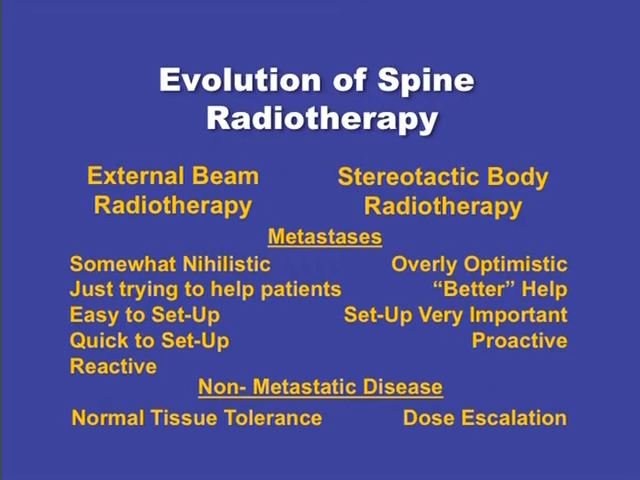 Evolution of Spine
Radiotherapy
External Beam
Radiotherapy
Stereotactic Body
Radiotherapy
Metastases
Somewhat Nihilistic
Overly Optimistic
Just trying to help patients
“Better” Help
Easy to Set-Up
Set-Up Very Important
Quick to Set-Up
Proactive
Reactive
Non- Metastatic Disease
Normal Tissue Tolerance
Dose Escalation